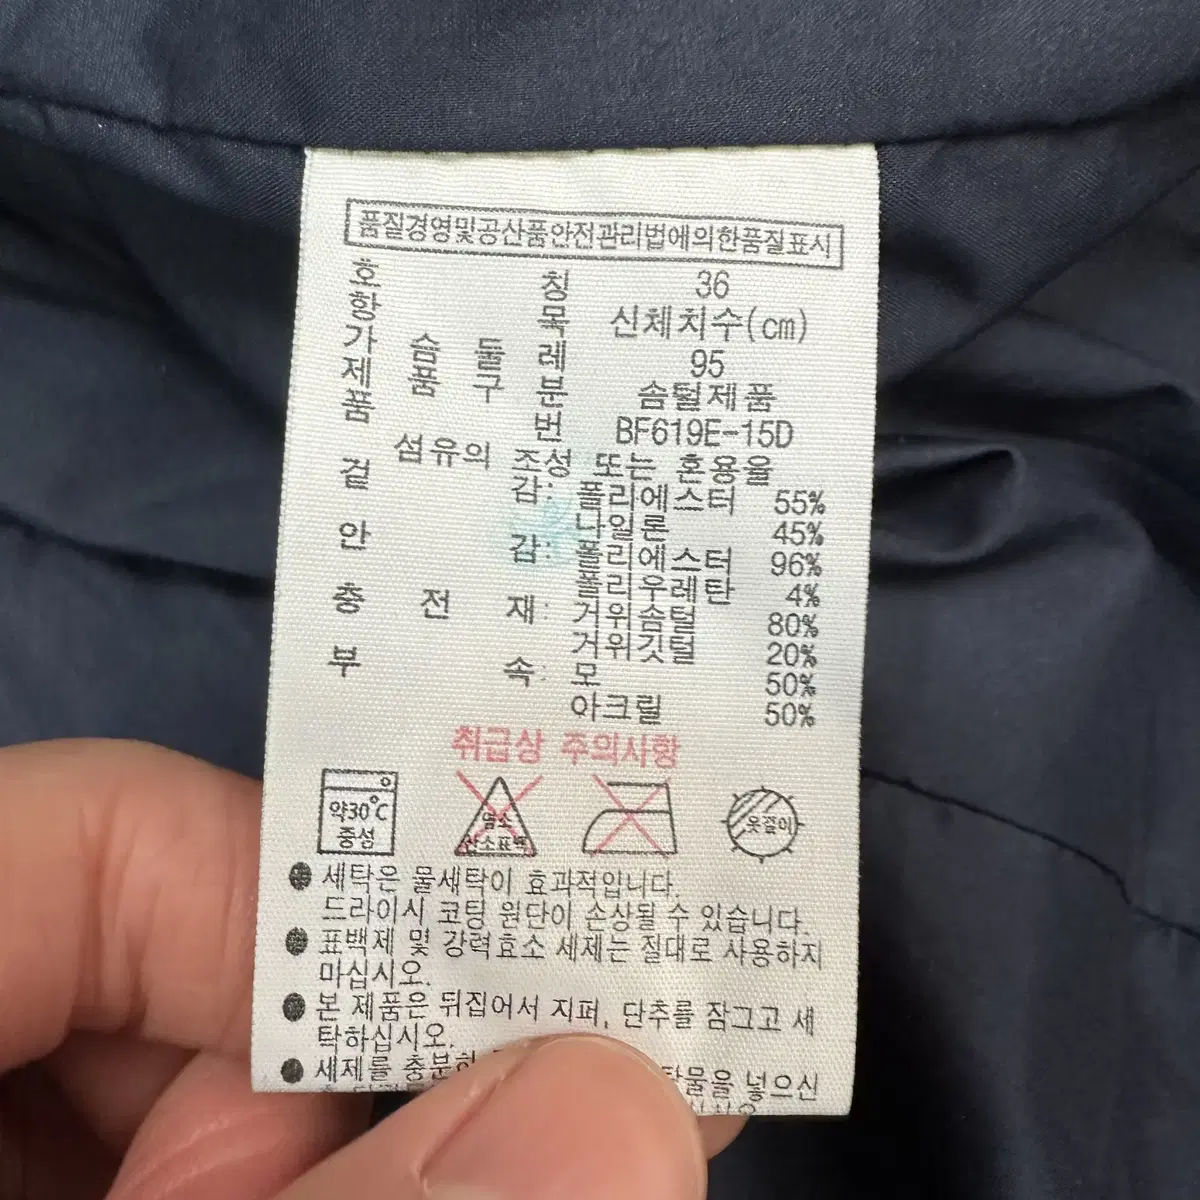 품질경영및공산품안전관리법에의한품질표시
호 칭 36
항 목 신체치수(cm)
가 슴 둘 레 95
제 품 구 분 솜털제품
품 번 BF619E-15D
섬유의 조성 또는 혼용율
겉 감: 폴리에스터 55%
나일론 45%
안 감: 폴리에스터 96%
폴리우레탄 4%
충 전 재: 거위솜털 80%
거위깃털 20%
부 속: 모 50%
아크릴 50%
취급상 주의사항
약30℃
중성
염소
산소표백
옷걸이
● 세탁은 물세탁이 효과적입니다.
드라이시 코팅 원단이 손상될 수 있습니다.
● 표백제 및 강력효소 세제는 절대로 사용하지
마십시오.
● 본 제품은 뒤집어서 지퍼, 단추를 잠그고 세
탁하십시오.
● 세제를 충분히 탁물을 넣으신